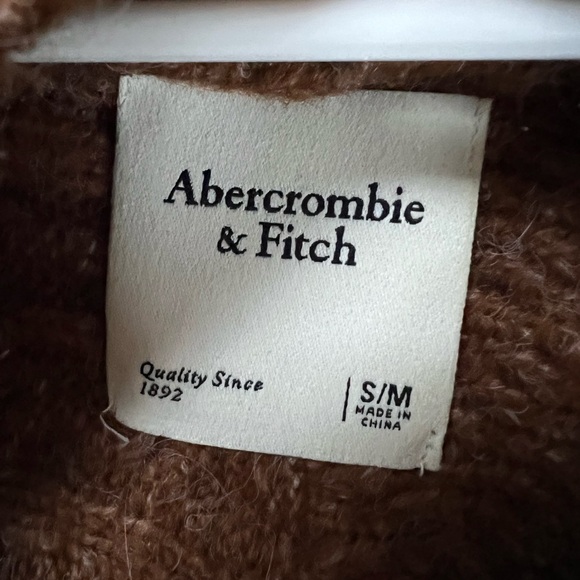 Abercrombie
& Fitch
Quality Since
1892
S/M
MADE IN
CHINA